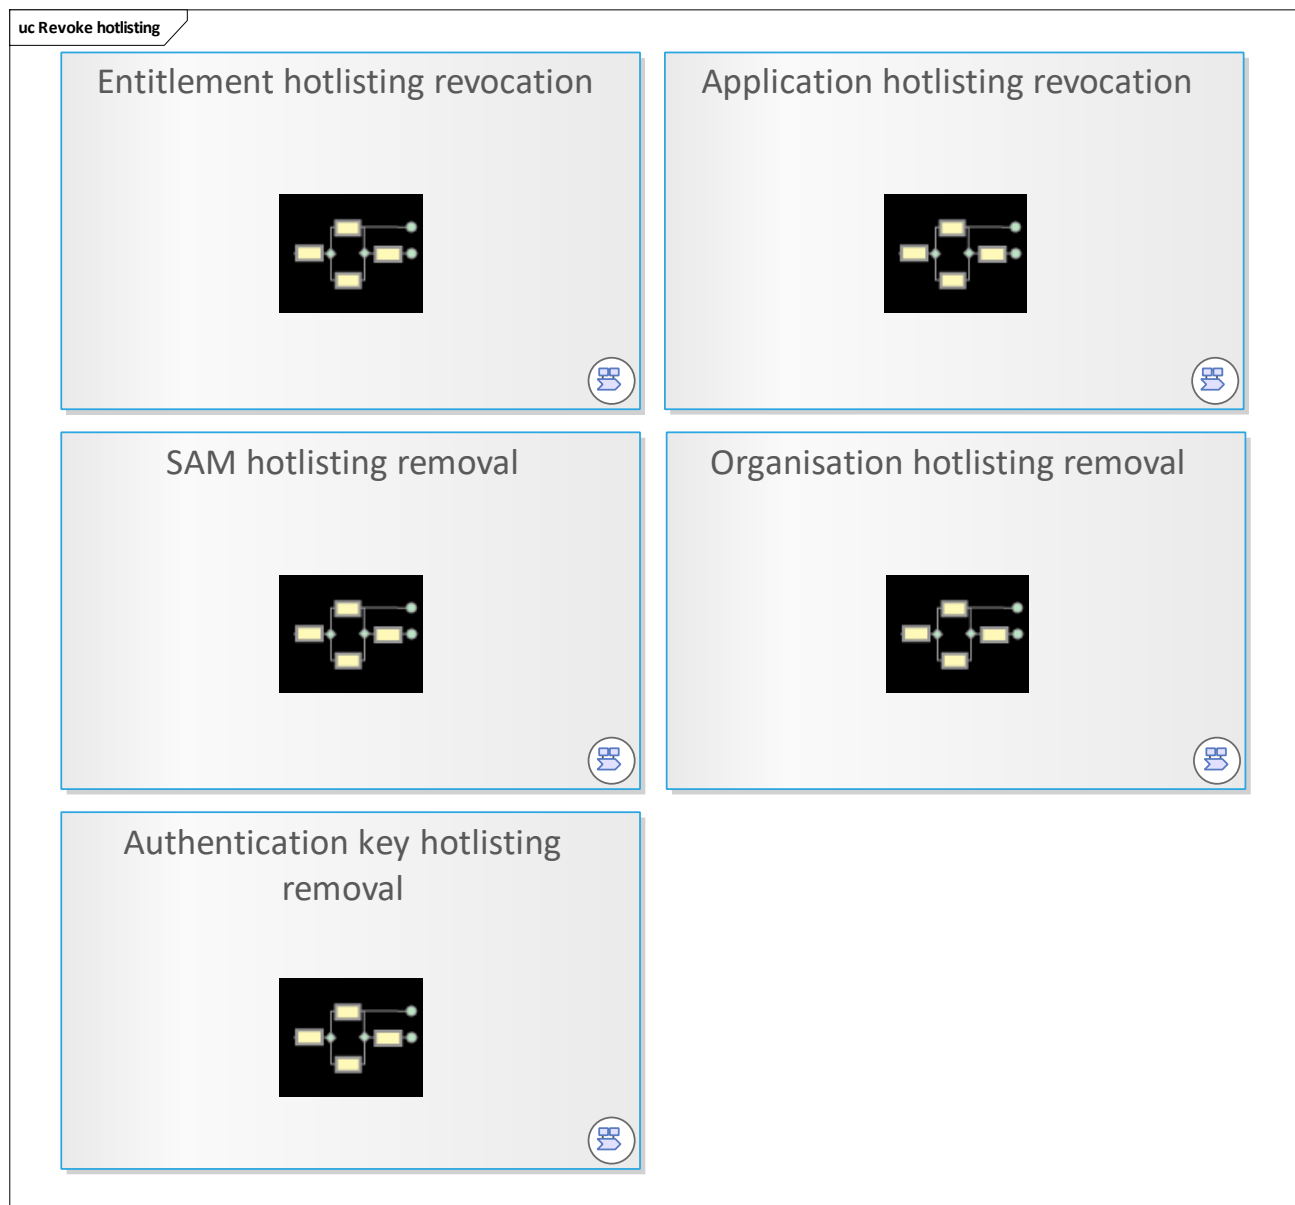 uc Revoke hotlisting
Entitlement hotlisting revocation
Application hotlisting revocation
SAM hotlisting removal
Organisation hotlisting removal
Authentication key hotlisting
removal